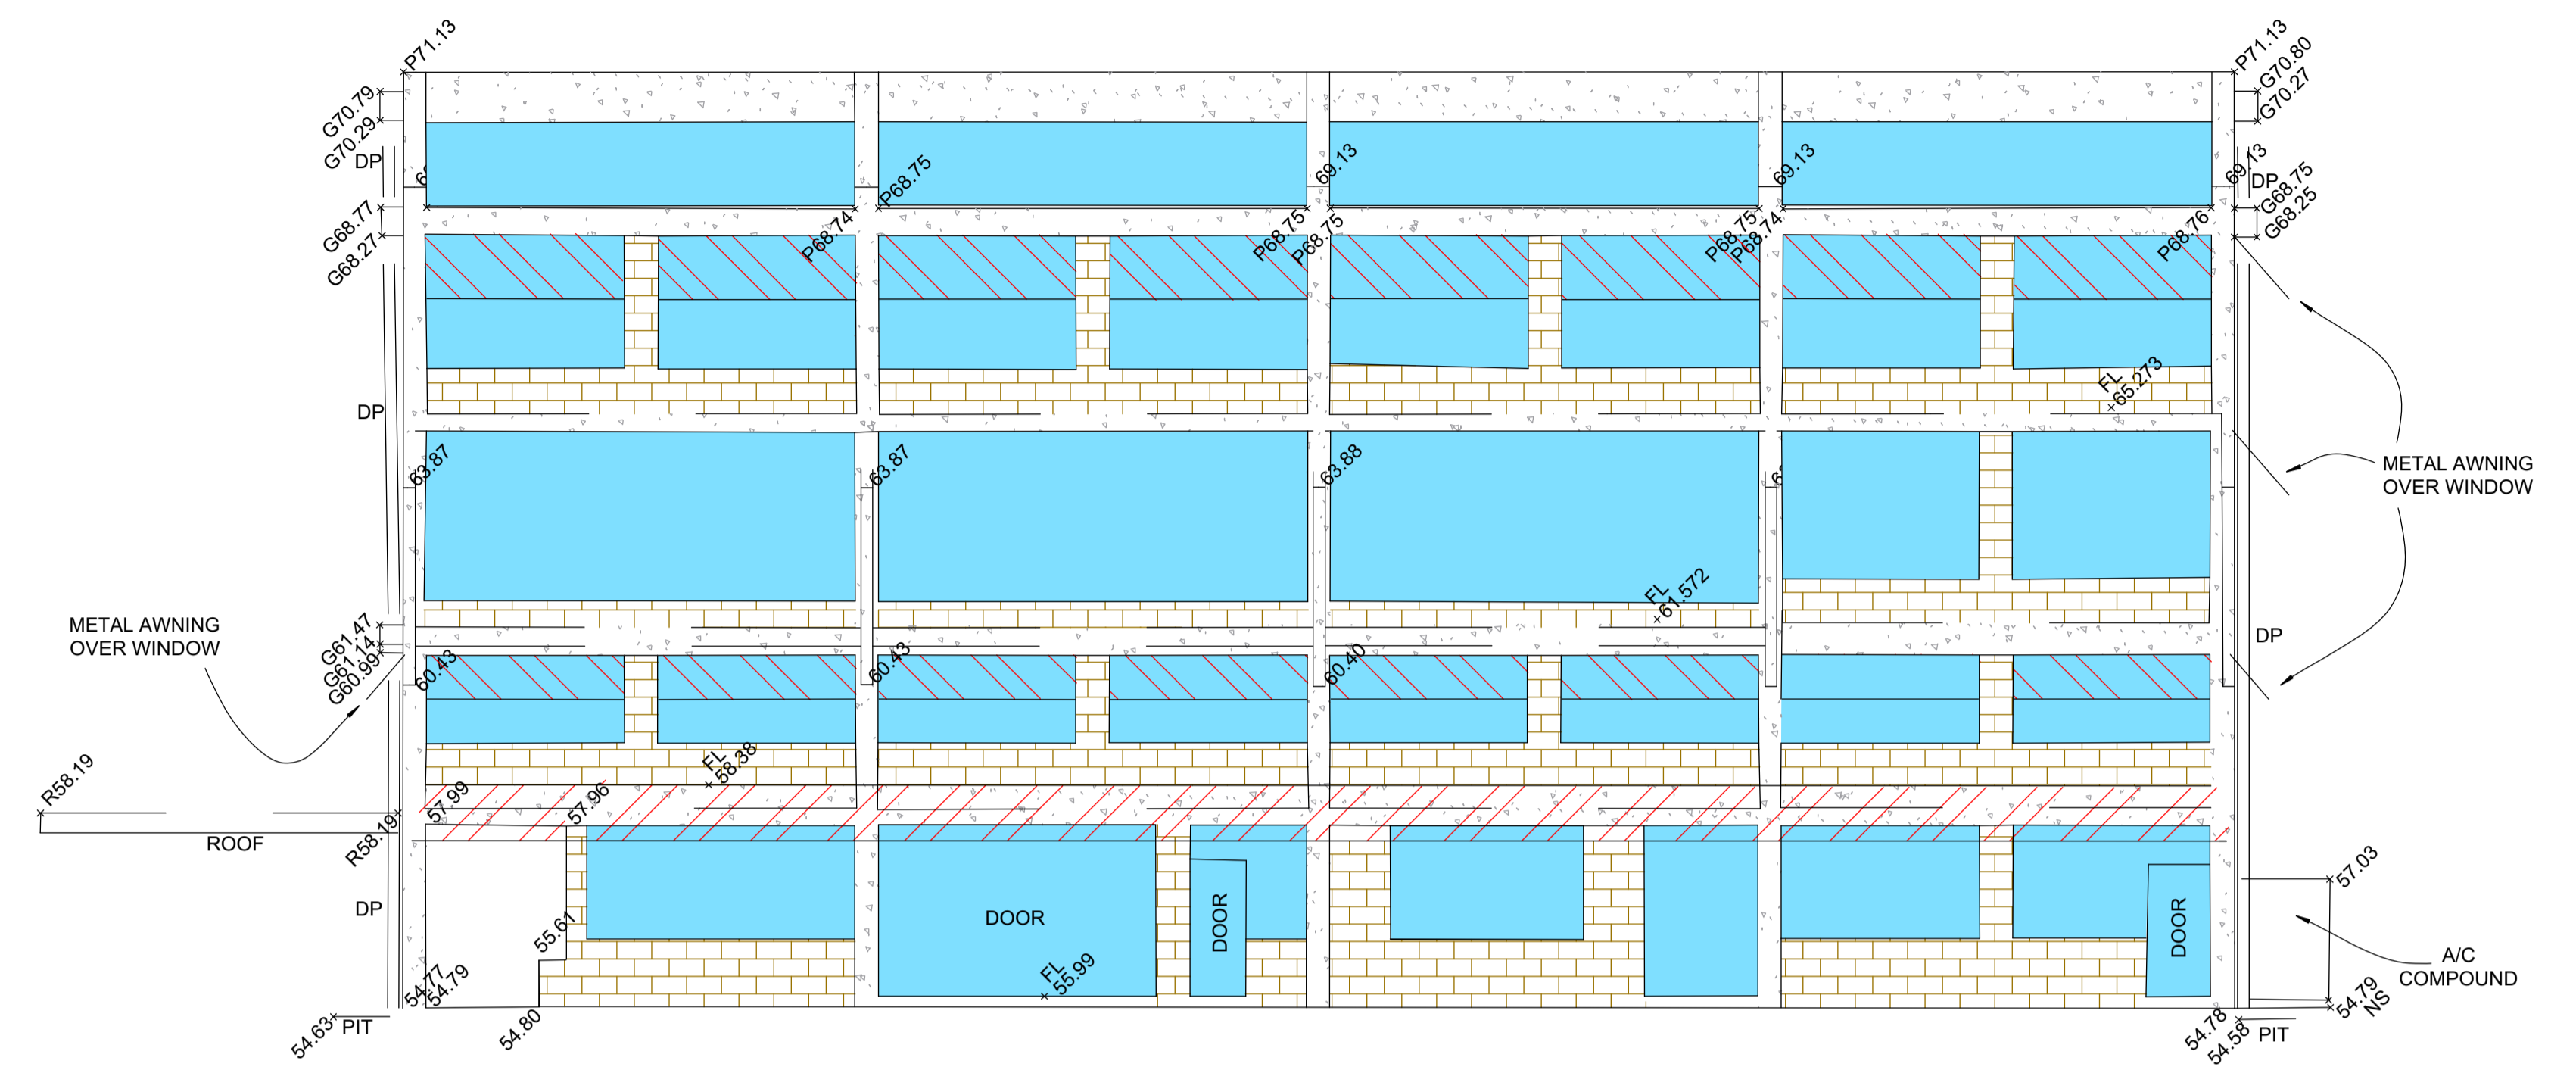 P71.13
P71.13
G70.80
G70.79
G70.27
G70.29
DP
69.13
69.13
69.13
DP
P68.75
G68.75
G68.77
P68.74
P68.75
P68.75
P68.75
P68.74
P68.76
G68.25
G68.27
FL
65.273
DP
63.87
63.87
63.88
METAL AWNING
OVER WINDOW
FL
61.572
METAL AWNING
OVER WINDOW
G61.47
G61.14
G60.99
DP
60.43
60.43
60.40
FL
58.38
R58.19
57.99
57.96
R58.19
ROOF
57.03
DP
55.61
DOOR
DOOR
DOOR
FL
55.99
A/C
COMPOUND
54.77
54.79
54.79
NS
54.63
PIT
54.80
54.78
54.58
PIT